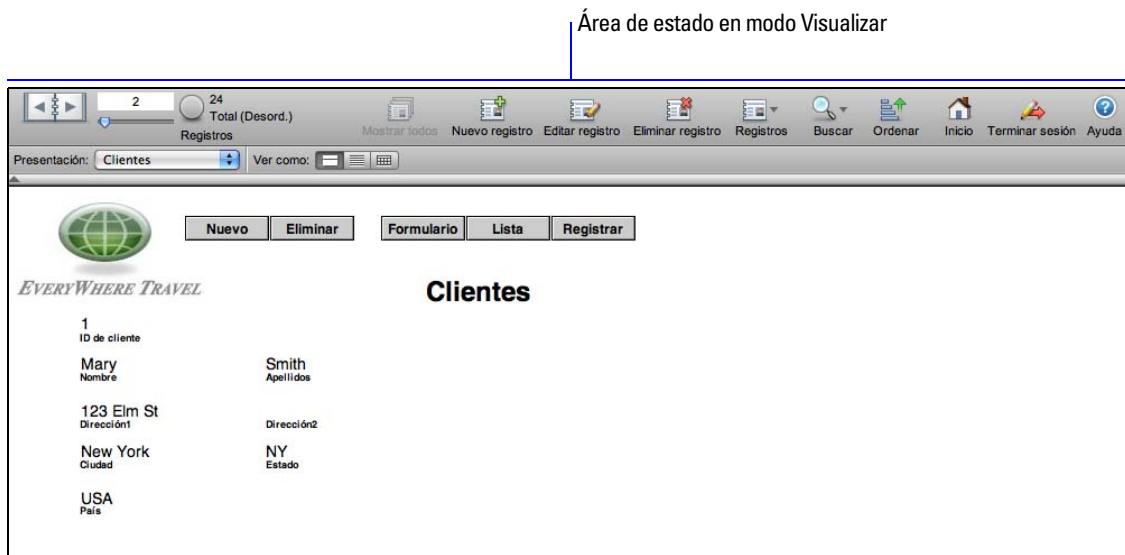 Área de estado en modo Visualizar
2
24
Total (Desord.)
Registros
Mostrar todos Nuevo registro Editar registro Eliminar registro Registros Buscar Ordenar Inicio Terminar sesión Ayuda
Presentación: Clientes Ver como:
Nuevo Eliminar Formulario Lista Registrar
EVERYWHERE TRAVEL
Clientes
1
ID de cliente
Mary Smith
Nombre Apellidos
123 Elm St
Dirección1 Dirección2
New York NY
Ciudad Estado
USA
País